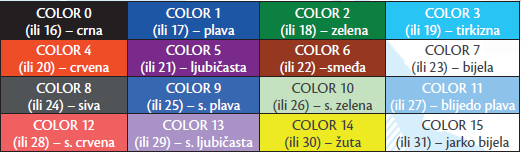 COLOR 0
(ili 16) – crna
COLOR 1
(ili 17) – plava
COLOR 2
(ili 18) – zelena
COLOR 3
(ili 19) – tirkizna
COLOR 4
(ili 20) – crvena
COLOR 5
(ili 21) – ljubičasta
COLOR 6
(ili 22) –smeđa
COLOR 7
(ili 23) – bijela
COLOR 8
(ili 24) – siva
COLOR 9
(ili 25) – s. plava
COLOR 10
(ili 26) – s. zelena
COLOR 11
(ili 27) – blijedo plava
COLOR 12
(ili 28) – s. crvena
COLOR 13
(ili 29) – s. ljubičasta
COLOR 14
(ili 30) – žuta
COLOR 15
(ili 31) – jarko bijela